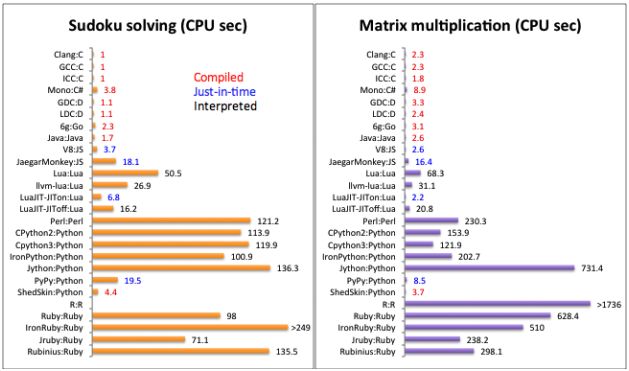 Sudoku solving (CPU sec)
Clang:C 1
GCC:C 1
ICC:C 1
Mono:C# 3.8
GDC:D 1.1
LDC:D 1.1
6g:Go 2.3
Java:Java 1.7
V8:JS 3.7
JaegarMonkey:JS 18.1
Lua:Lua 50.5
llvm-lua:Lua 26.9
LuaJIT-JITon:Lua 6.8
LuaJIT-JIToff:Lua 16.2
Perl:Perl 121.2
CPython2:Python 113.9
Cpython3:Python 119.9
IronPython:Python 100.9
Jython:Python 136.3
PyPy:Python 19.5
ShedSkin:Python 4.4
R:R
Ruby:Ruby 98
IronRuby:Ruby >249
Jruby:Ruby 71.1
Rubinius:Ruby 135.5
Compiled
Just-in-time
Interpreted
Matrix multiplication (CPU sec)
Clang:C 2.3
GCC:C 2.3
ICC:C 1.8
Mono:C# 8.9
GDC:D 3.3
LDC:D 2.4
6g:Go 3.1
Java:Java 2.6
V8:JS 2.6
JaegarMonkey:JS 16.4
Lua:Lua 68.3
llvm-lua:Lua 31.1
LuaJIT-JITon:Lua 2.2
LuaJIT-JIToff:Lua 20.8
Perl:Perl 230.3
CPython2:Python 153.9
Cpython3:Python 121.9
IronPython:Python 202.7
Jython:Python 731.4
PyPy:Python 8.5
ShedSkin:Python 3.7
R:R >1736
Ruby:Ruby 628.4
IronRuby:Ruby 510
Jruby:Ruby 238.2
Rubinius:Ruby 298.1